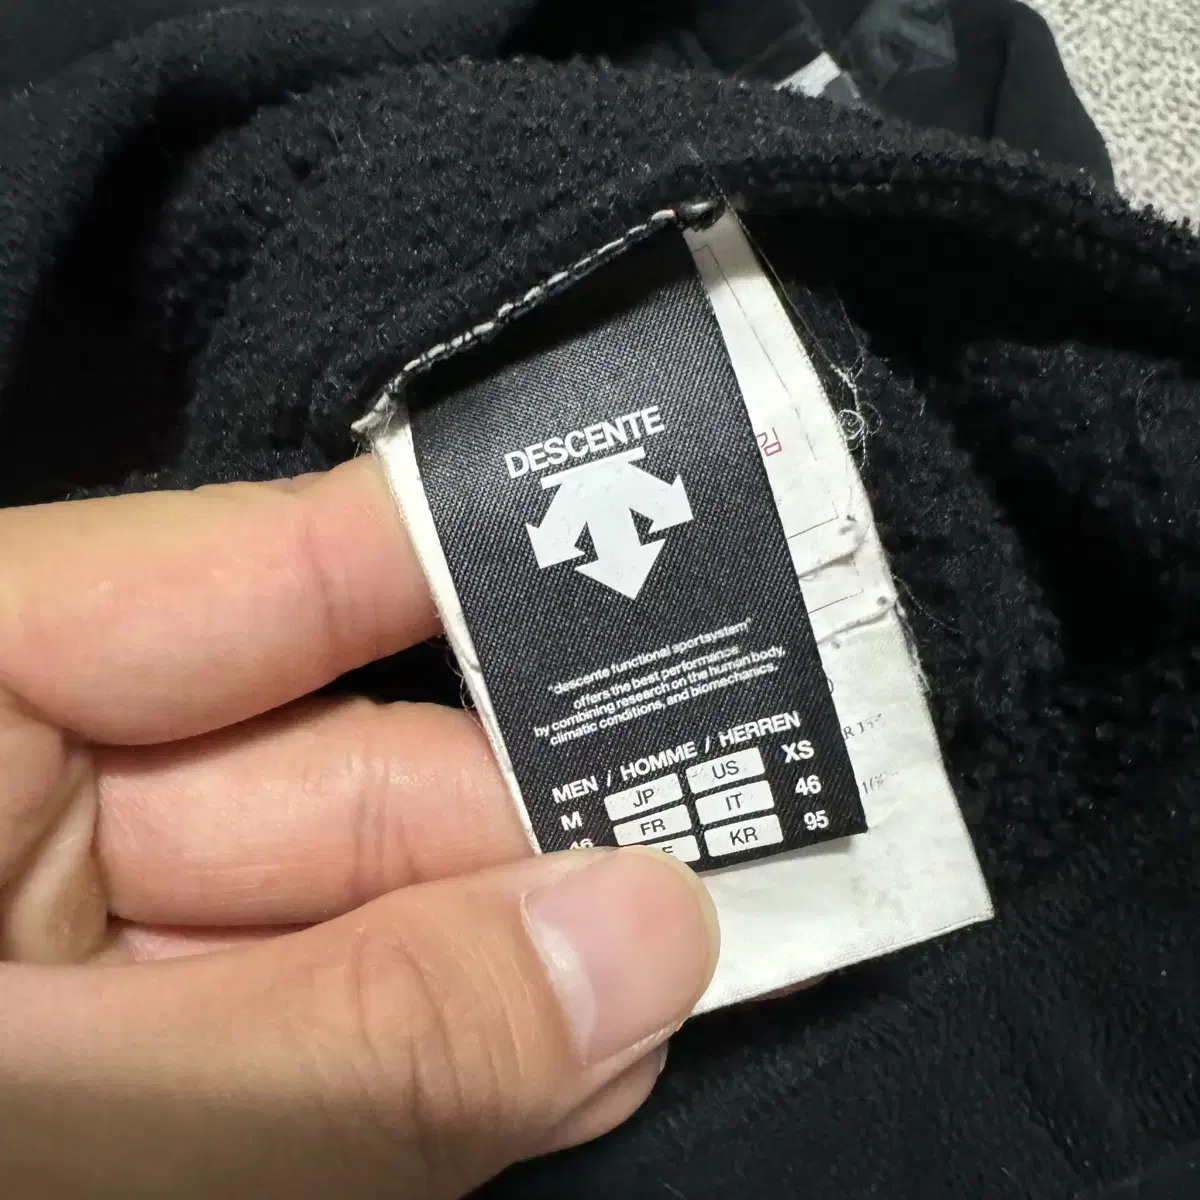 DESCENTE
"descente functional sportsystem"
offers the best performance
by combining research on the human body,
climatic conditions, and biomechanics.
MEN / HOMME / HERREN
M JP US XS
46 FR IT 46
KR 95